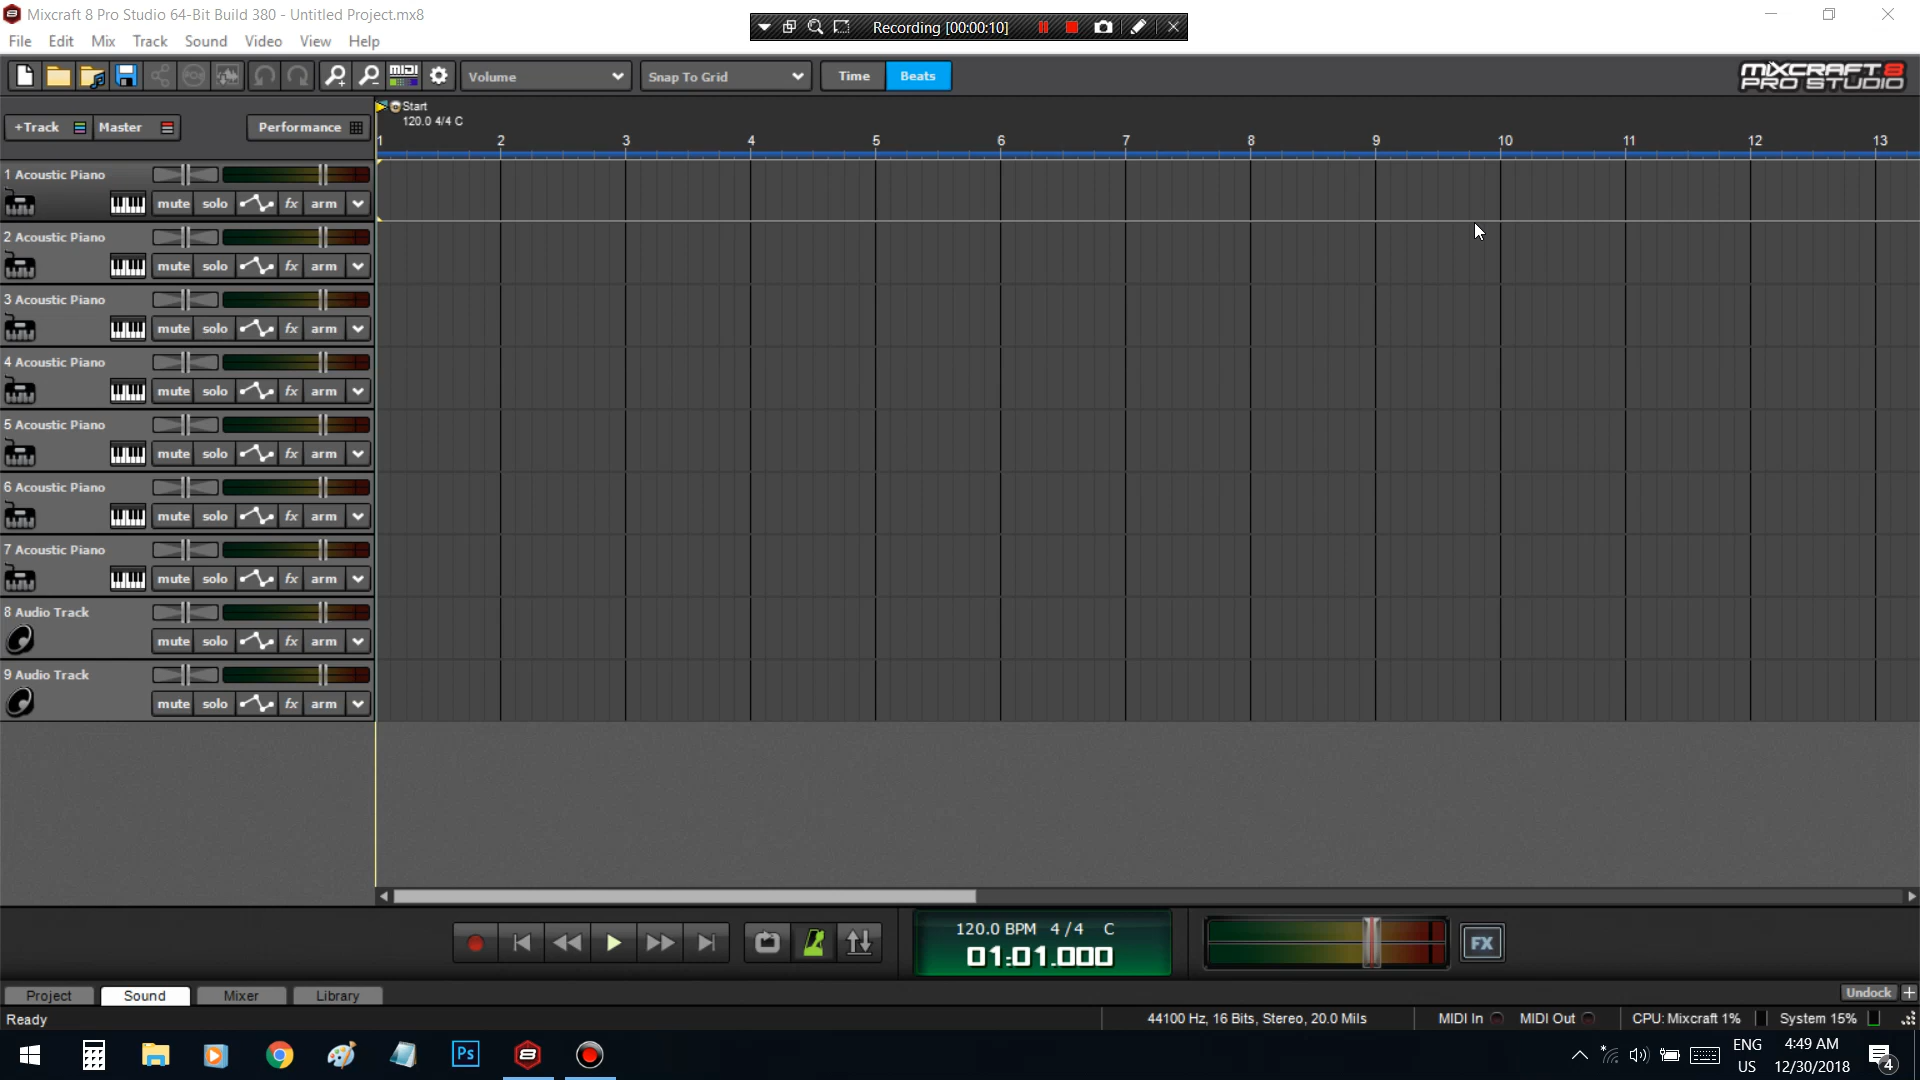 Mixcraft 8 Pro Studio 64-Bit Build 380 - Untitled Project.mx8
Recording [00:00:10]
File Edit Mix Track Sound Video View Help
MIDI Volume Snap To Grid Time Beats
MIXCRAFT 8
PRO STUDIO
Start
120.0 4/4 C
+Track Master Performance
1 2 3 4 5 6 7 8 9 10 11 12 13
1 Acoustic Piano
mute solo fx arm
2 Acoustic Piano
mute solo fx arm
3 Acoustic Piano
mute solo fx arm
4 Acoustic Piano
mute solo fx arm
5 Acoustic Piano
mute solo fx arm
6 Acoustic Piano
mute solo fx arm
7 Acoustic Piano
mute solo fx arm
8 Audio Track
mute solo fx arm
9 Audio Track
mute solo fx arm
120.0 BPM 4/4 C
01:01.000
FX
Project Sound Mixer Library Undock +
Ready 44100 Hz, 16 Bits, Stereo, 20.0 Mils MIDI In MIDI Out CPU: Mixcraft 1% System 15%
Ps 8
ENG
US
4:49 AM
12/30/2018
4